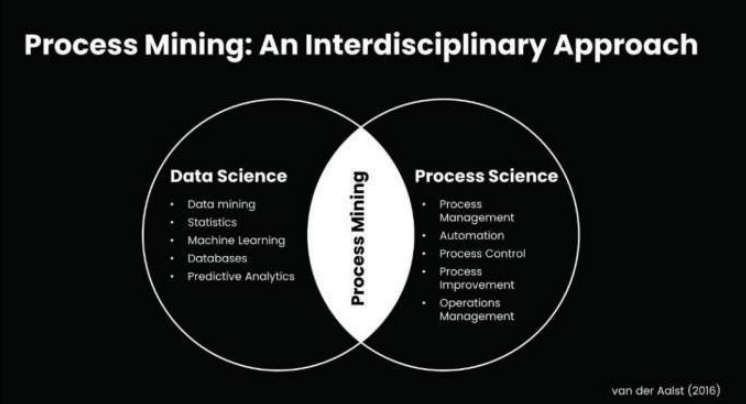 Process Mining: An Interdisciplinary Approach
Data Science
• Data mining
• Statistics
• Machine Learning
• Databases
• Predictive Analytics
Process Mining
Process Science
• Process
Management
• Automation
• Process Control
• Process
Improvement
• Operations
Management
van der Aalst (2016)